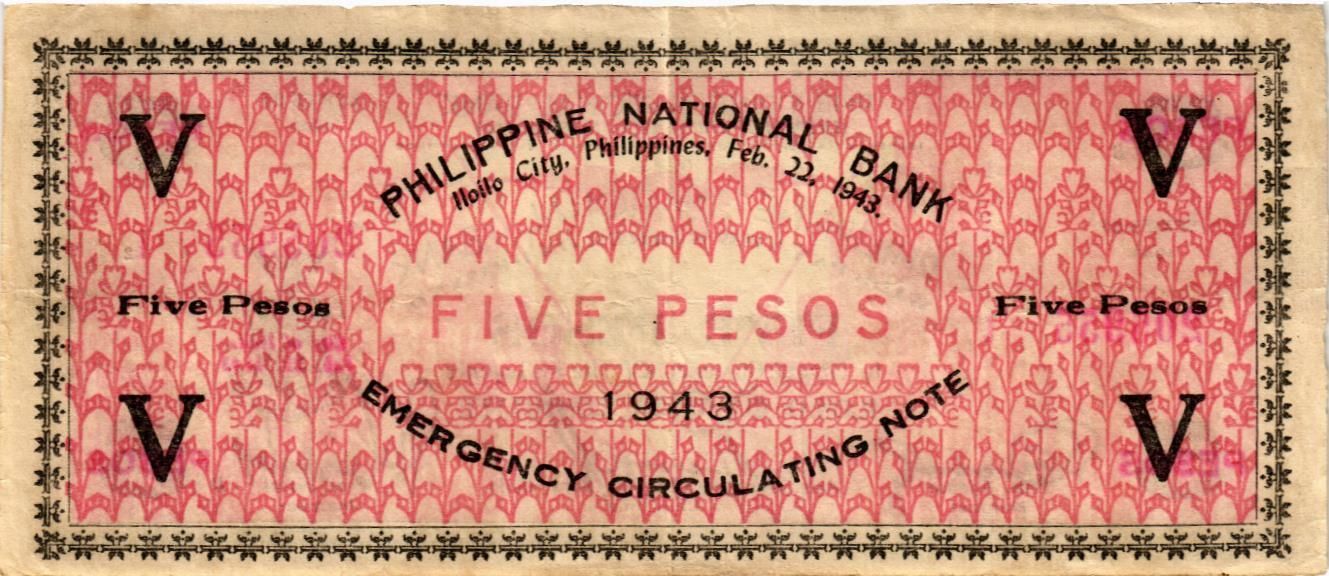 V
V
PHILIPPINE NATIONAL BANK
Iloilo City, Philippines, Feb. 22, 1943.
Five Pesos
FIVE PESOS
Five Pesos
1943
EMERGENCY CIRCULATING NOTE
V
V